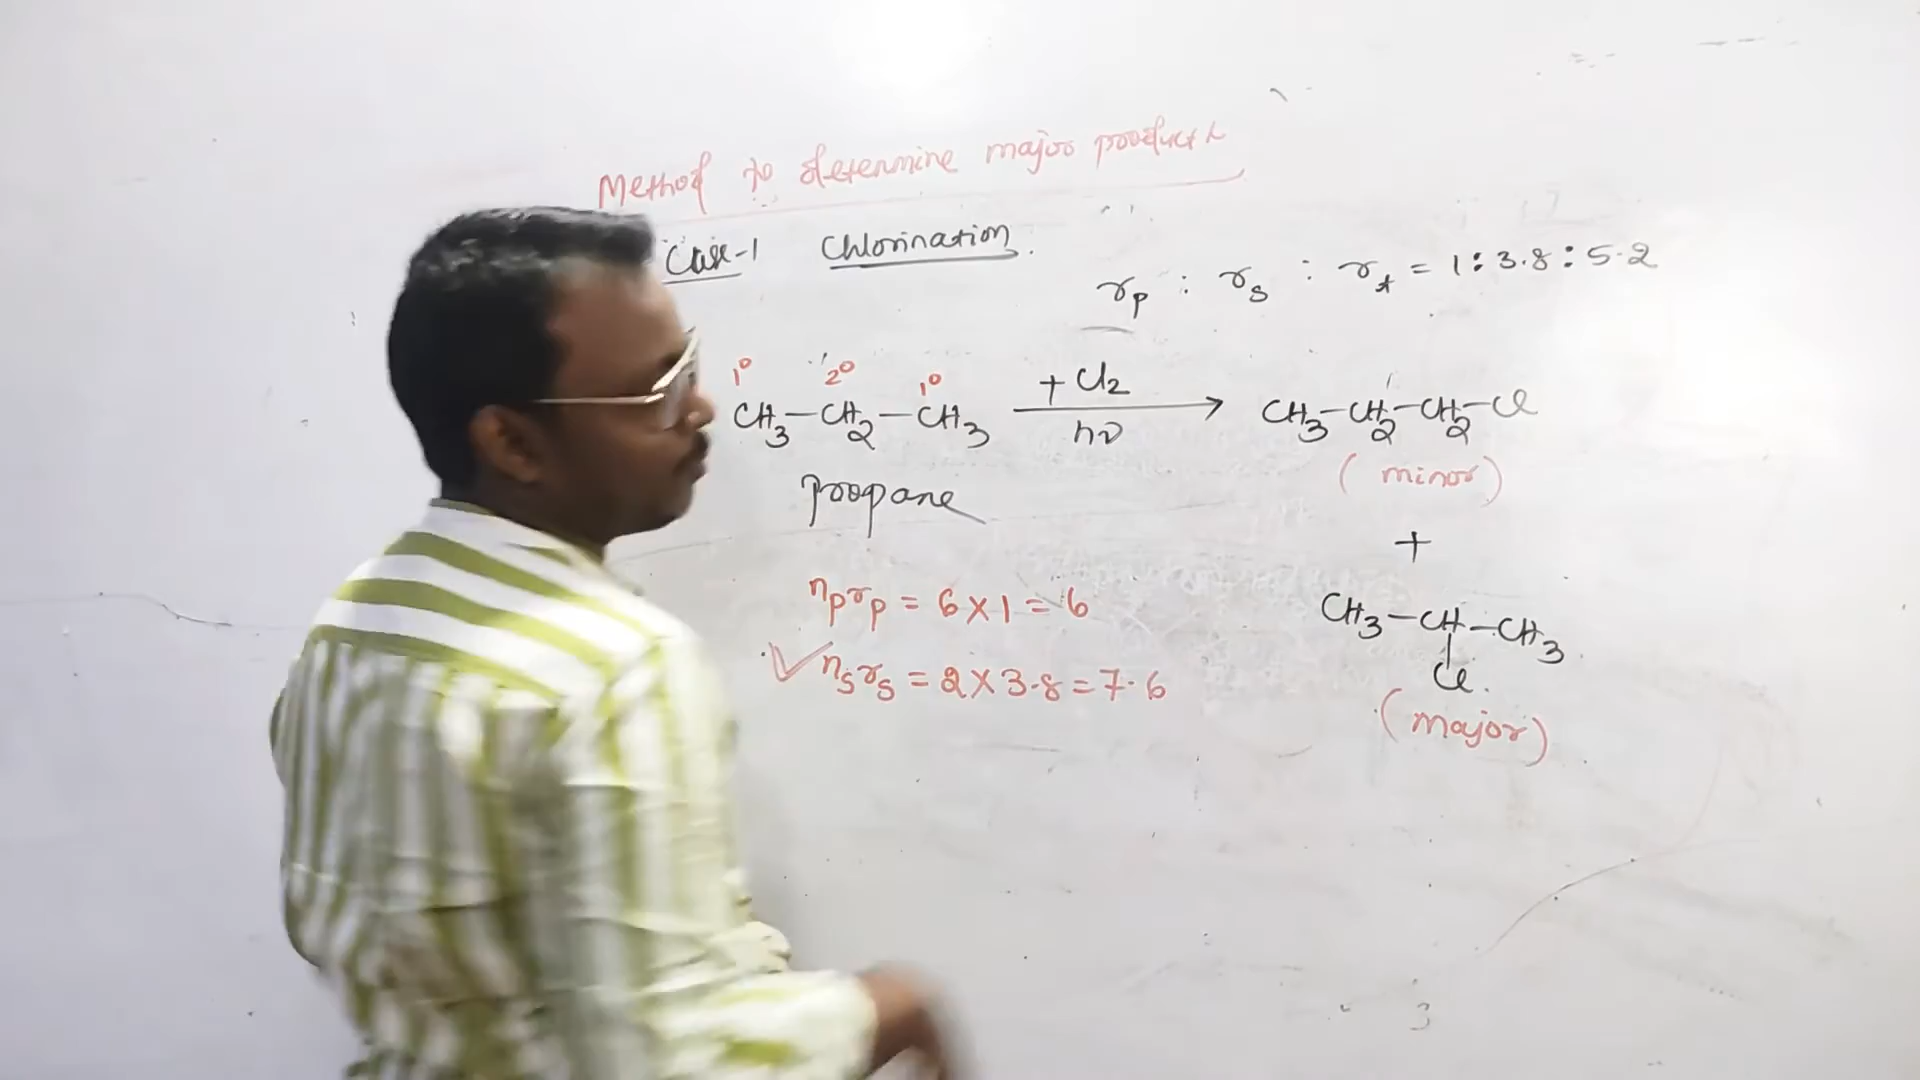 Method to determine major product
Case-1 Chlorination.
rp : rs : rt = 1 : 3.8 : 5.2
1° 2° 1°
CH3-CH2-CH3 + Cl2 hν → CH3-CH2-CH2-Cl
propane
(minor)
+
CH3-CH-CH3
Cl.
(major)
nprp = 6 x 1 = 6
✓ nsrs = 2 x 3.8 = 7.6
3